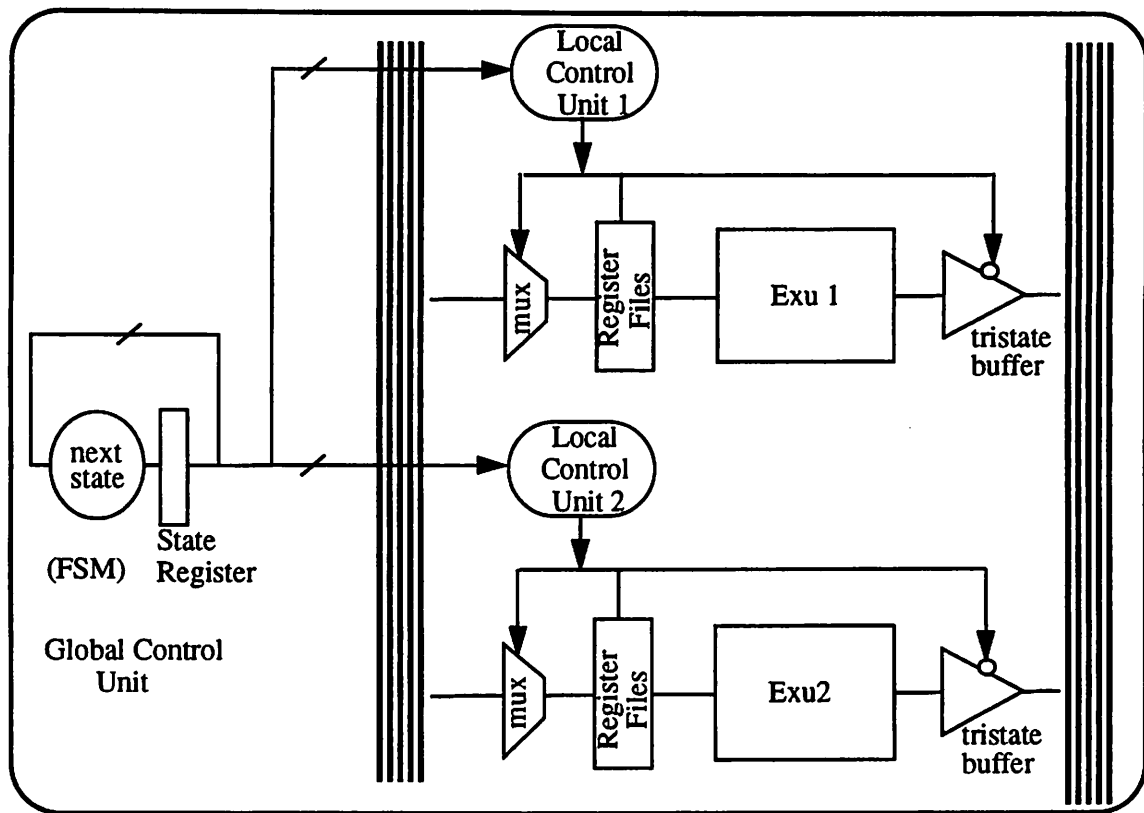 Local
Control
Unit 1
mux
Register
Files
Exu 1
tristate
buffer
next
state
(FSM)
State
Register
Global Control
Unit
Local
Control
Unit 2
mux
Register
Files
Exu2
tristate
buffer